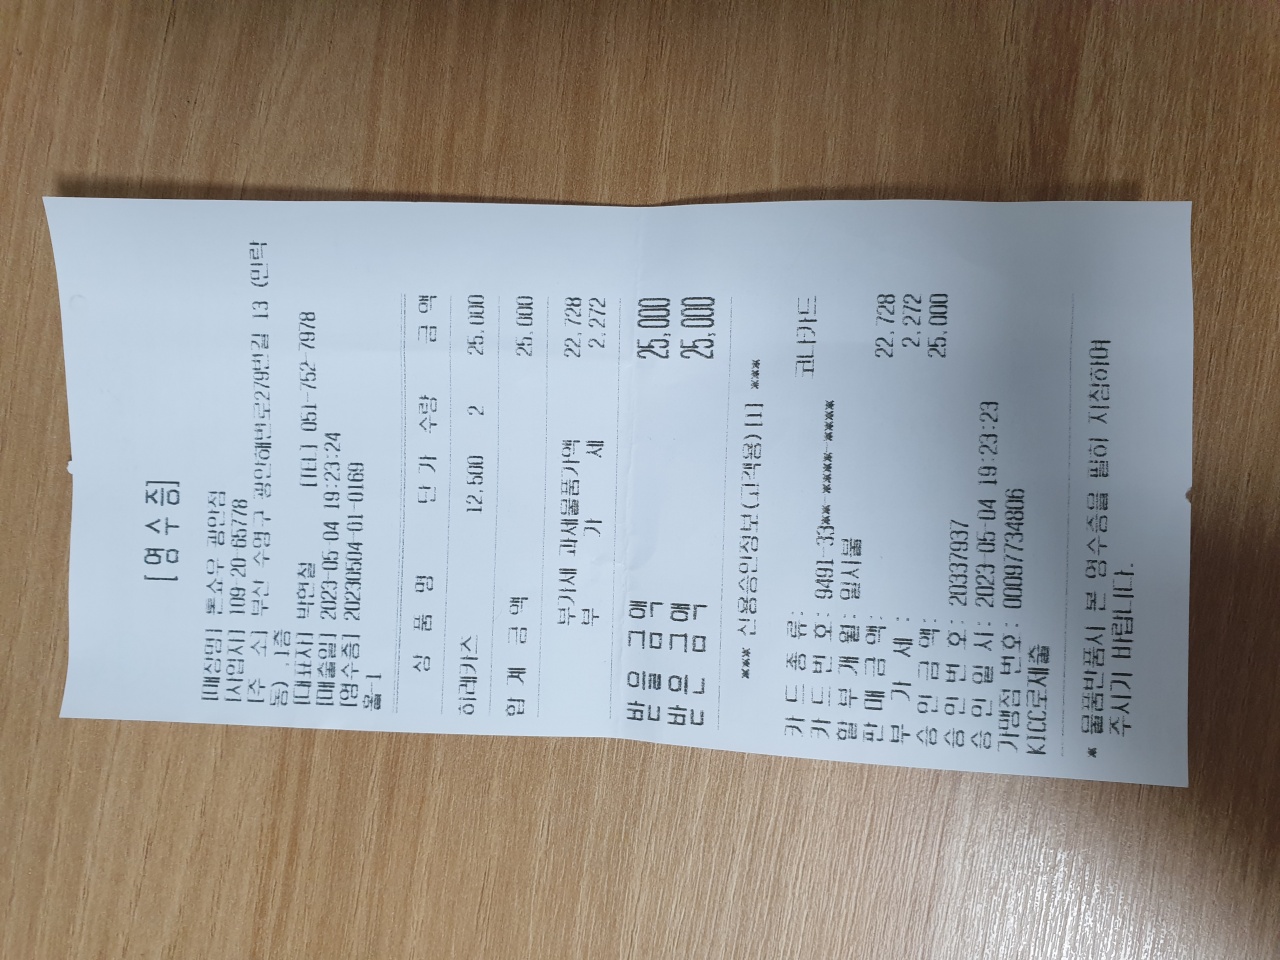 [영 수 증]
[매장명] 톤쇼우 광안점
[사업자] 109-20-65778
[주 소] 부산 수영구 광안해변로279번길 13 (민락
동) ,1층
[대표자] 박현철 [TEL] 051-752-7978
[매출일] 2023-05-04 19:23:24
[영수증] 20230504-01-0169
홀-1
상 품 명 단 가 수량 금 액
히레카츠 12,500 2 25,000
합 계 금 액 25,000
부가세 과세물품가액 22,728
부 가 세 2,272
받 을 금 액 25,000
받 은 금 액 25,000
*** 신용승인정보(고객용) [1] ***
카 드 종 류: 코나카드
카 드 번 호: 9491-33**-****-****
할 부 개 월: 일시불
판 매 금 액: 22,728
부 가 세: 2,272
승 인 금 액: 25,000
승 인 번 호: 20337937
승 인 일 시: 2023-05-04 19:23:23
가맹점 번호: 00097734806
KICC로제출
* 물품반품시 본 영수증을 필히 지참하여
주시기 바랍니다.